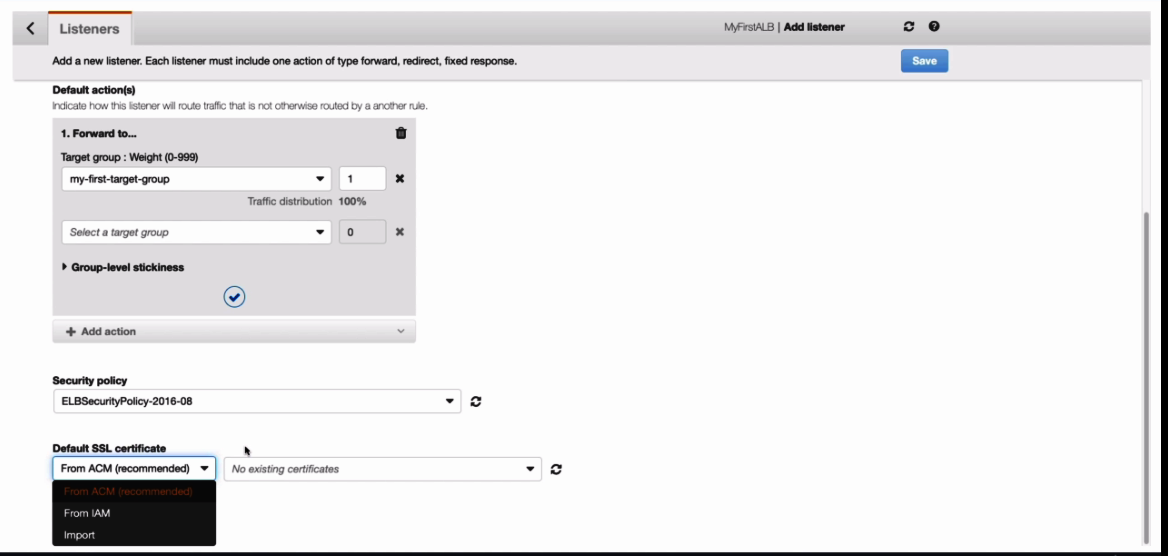 Listeners
MyFirstALB | Add listener
Add a new listener. Each listener must include one action of type forward, redirect, fixed response.
Save
Default action(s)
Indicate how this listener will route traffic that is not otherwise routed by a another rule.
1. Forward to...
Target group : Weight (0-999)
my-first-target-group
1
Traffic distribution 100%
Select a target group
0
Group-level stickiness
Add action
Security policy
ELBSecurityPolicy-2016-08
Default SSL certificate
From ACM (recommended)
No existing certificates
From ACM (recommended)
From IAM
Import